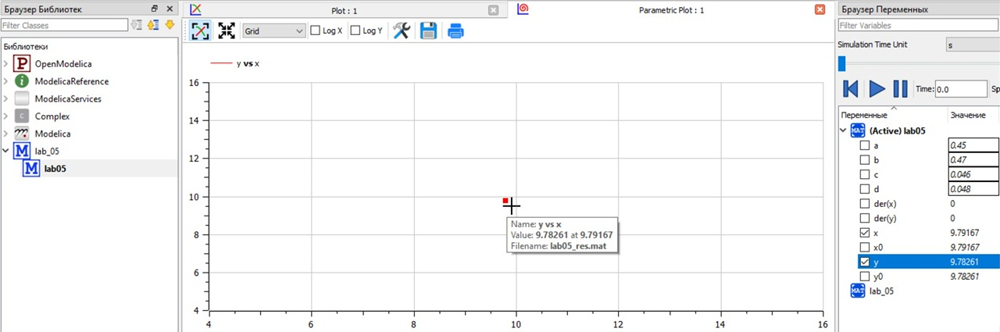 Браузер Библиотек
Filter Classes
Библиотеки
P OpenModelica
i ModelicaReference
ModelicaServices
C Complex
m Modelica
M lab_05
M lab05
Plot : 1
Parametric Plot : 1
Grid
Log X
Log Y
y vs x
16
14
12
10
8
6
4
4 6 8 10 12 14 16
Name: y vs x
Value: 9.78261 at 9.79167
Filename: lab05_res.mat
Браузер Переменных
Filter Variables
Simulation Time Unit s
Time: 0.0 Sp
Переменные Значение
MAT (Active) lab05
a 0.45
b 0.47
c 0.046
d 0.048
der(x) 0
der(y) 0
x 9.79167
x0 9.79167
y 9.78261
y0 9.78261
MAT lab_05